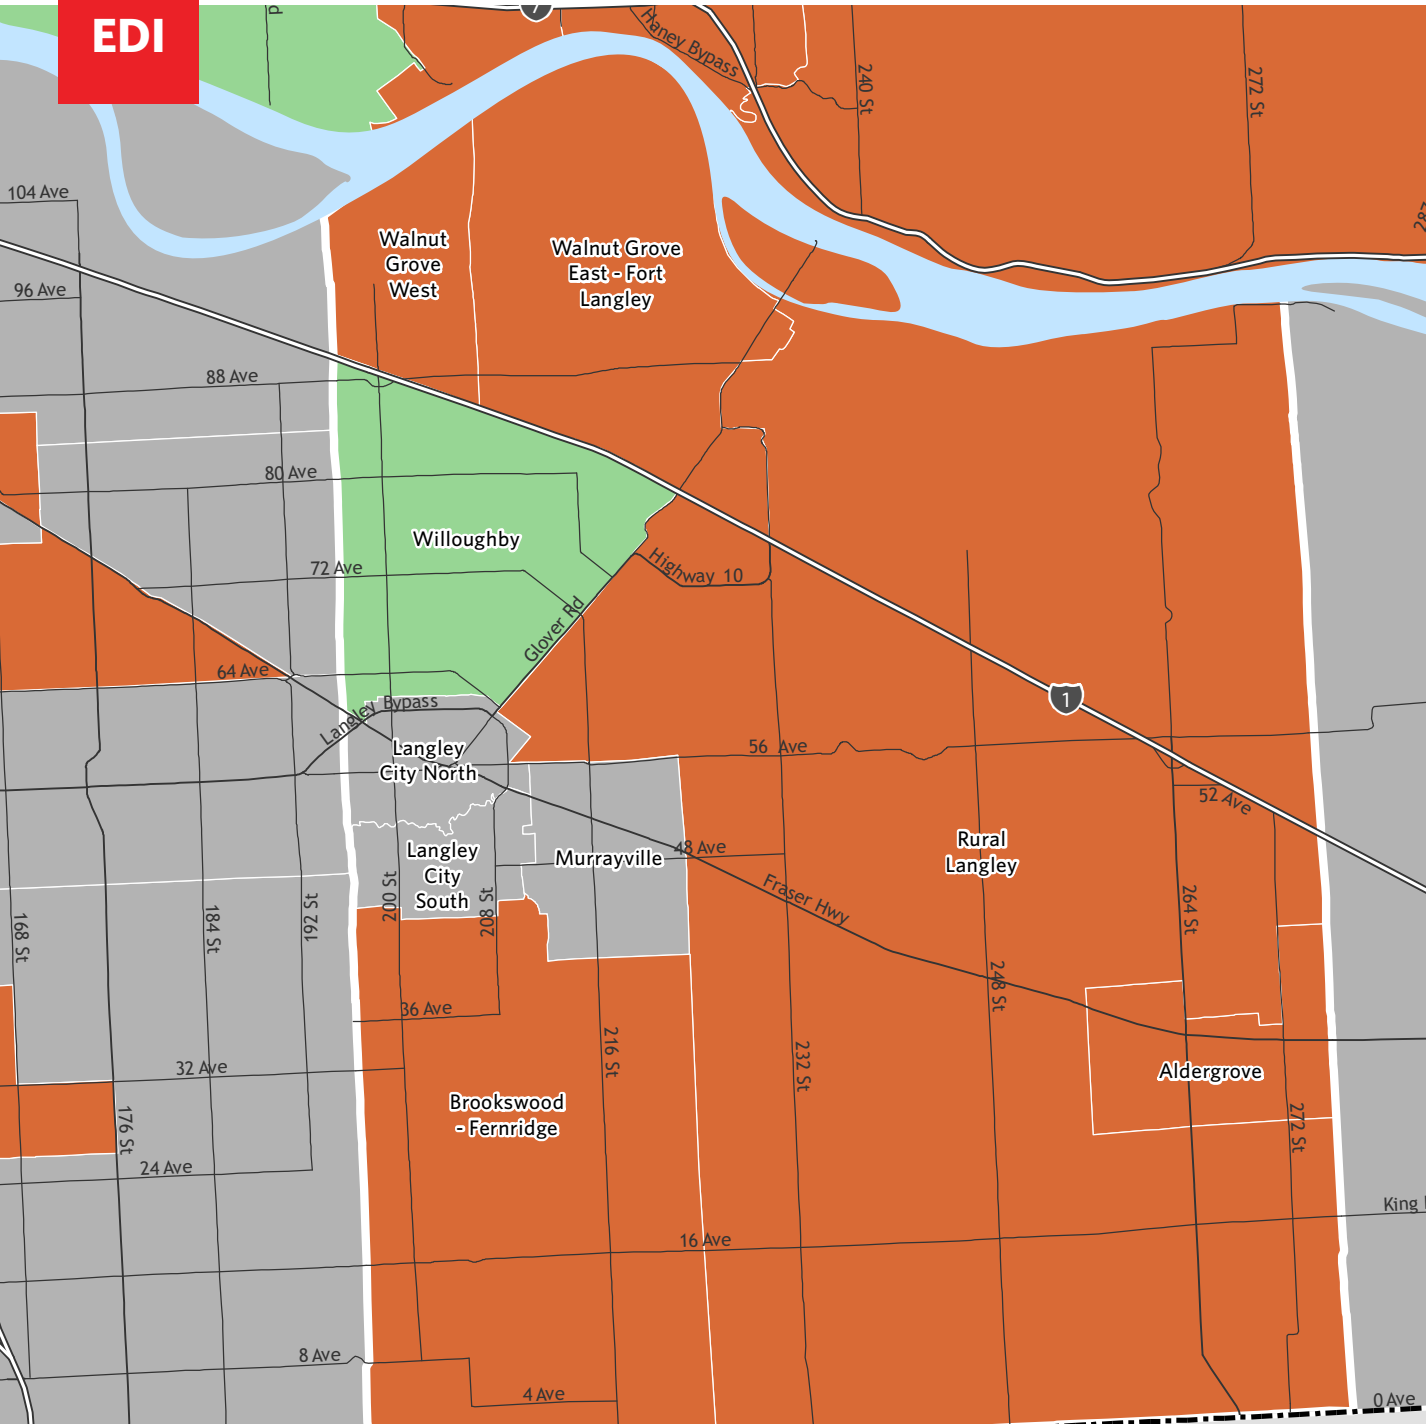 EDI
7
Haney Bypass
240 St
272 St
104 Ave
Walnut
Grove
West
Walnut Grove
East - Fort
Langley
96 Ave
88 Ave
80 Ave
Willoughby
72 Ave
Highway 10
Glover Rd
64 Ave
1
Langley Bypass
Langley
City North
56 Ave
52 Ave
Rural
Langley
Langley
City
South
Murrayville
48 Ave
Fraser Hwy
200 St
208 St
168 St
184 St
192 St
264 St
248 St
36 Ave
216 St
232 St
32 Ave
Aldergrove
Brookswood
- Fernridge
176 St
272 St
24 Ave
King
16 Ave
8 Ave
4 Ave
0 Ave